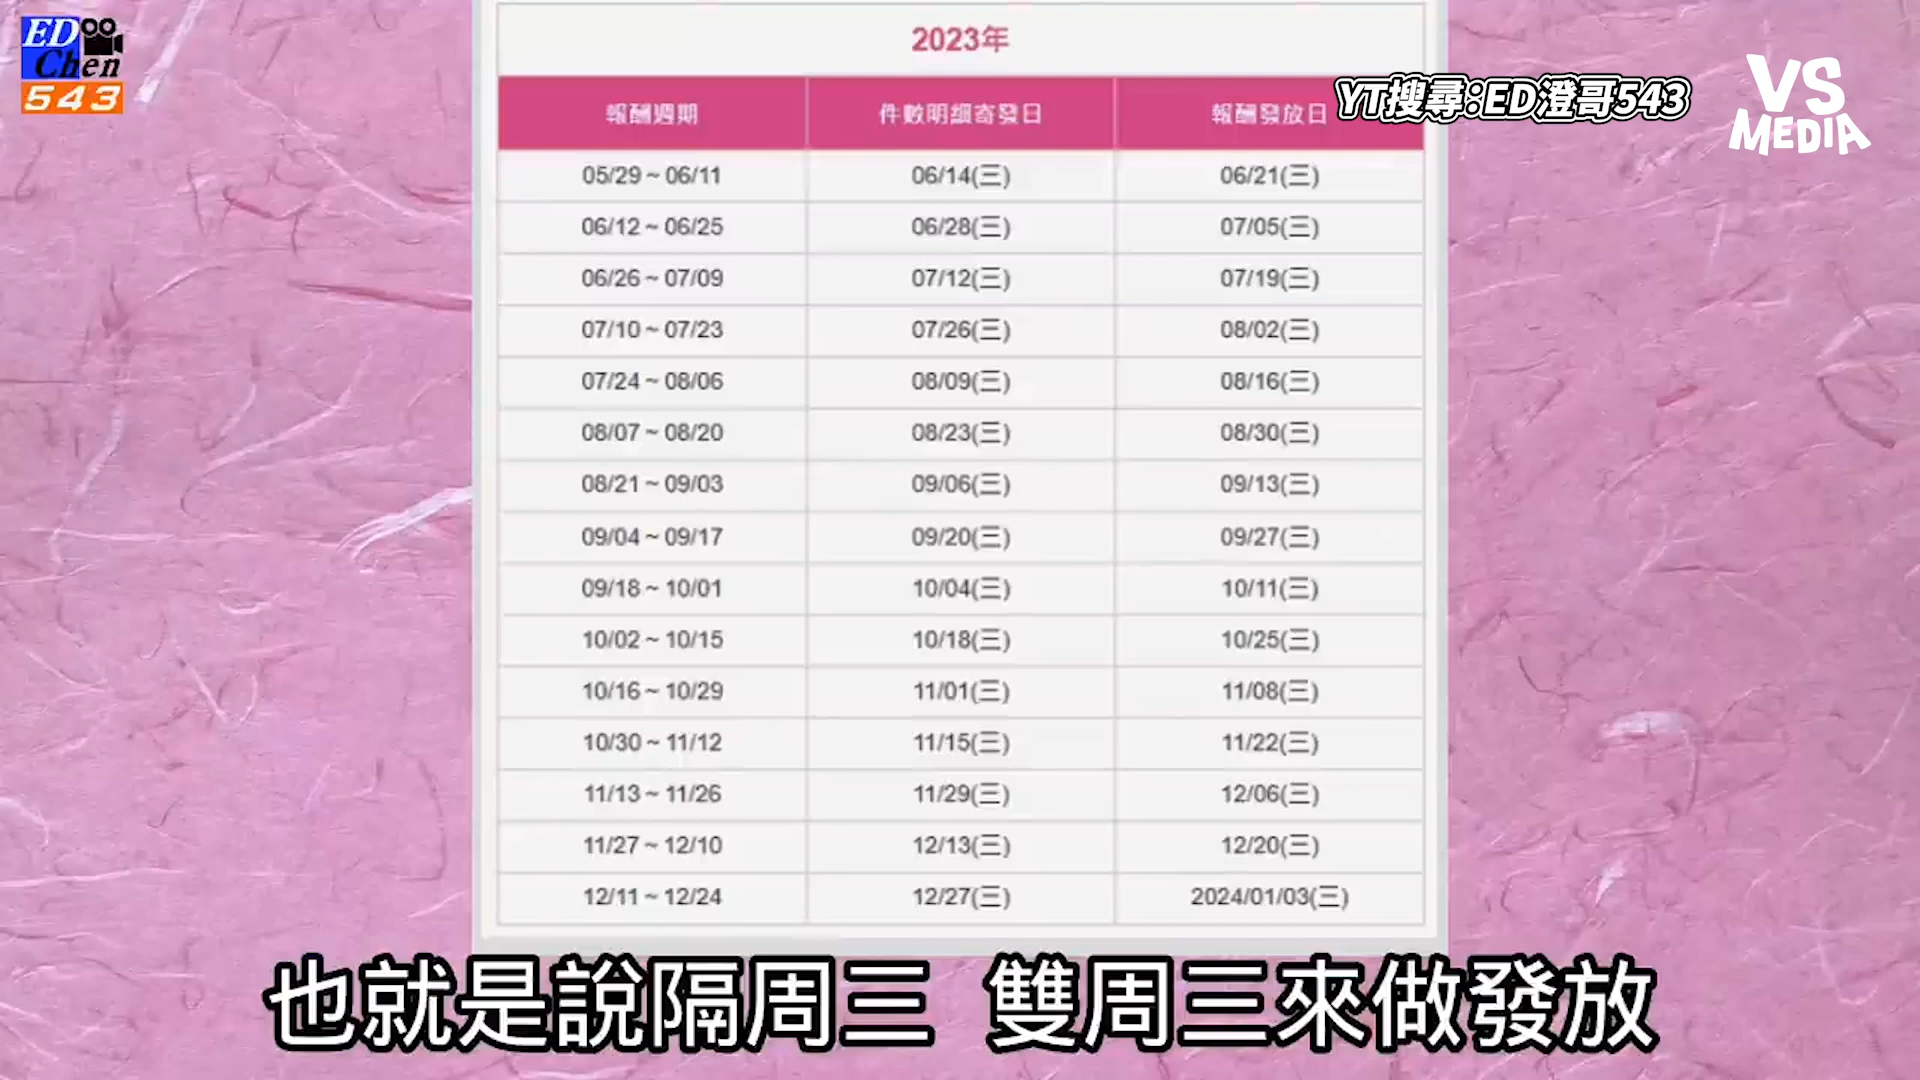 ED
Chen
543
2023年
YT搜尋:ED澄哥543
VS
MEDIA
報酬週期 件數明細寄發日 報酬發放日
05/29 ~ 06/11 06/14(三) 06/21(三)
06/12 ~ 06/25 06/28(三) 07/05(三)
06/26 ~ 07/09 07/12(三) 07/19(三)
07/10 ~ 07/23 07/26(三) 08/02(三)
07/24 ~ 08/06 08/09(三) 08/16(三)
08/07 ~ 08/20 08/23(三) 08/30(三)
08/21 ~ 09/03 09/06(三) 09/13(三)
09/04 ~ 09/17 09/20(三) 09/27(三)
09/18 ~ 10/01 10/04(三) 10/11(三)
10/02 ~ 10/15 10/18(三) 10/25(三)
10/16 ~ 10/29 11/01(三) 11/08(三)
10/30 ~ 11/12 11/15(三) 11/22(三)
11/13 ~ 11/26 11/29(三) 12/06(三)
11/27 ~ 12/10 12/13(三) 12/20(三)
12/11 ~ 12/24 12/27(三) 2024/01/03(三)
也就是說隔周三 雙周三來做發放